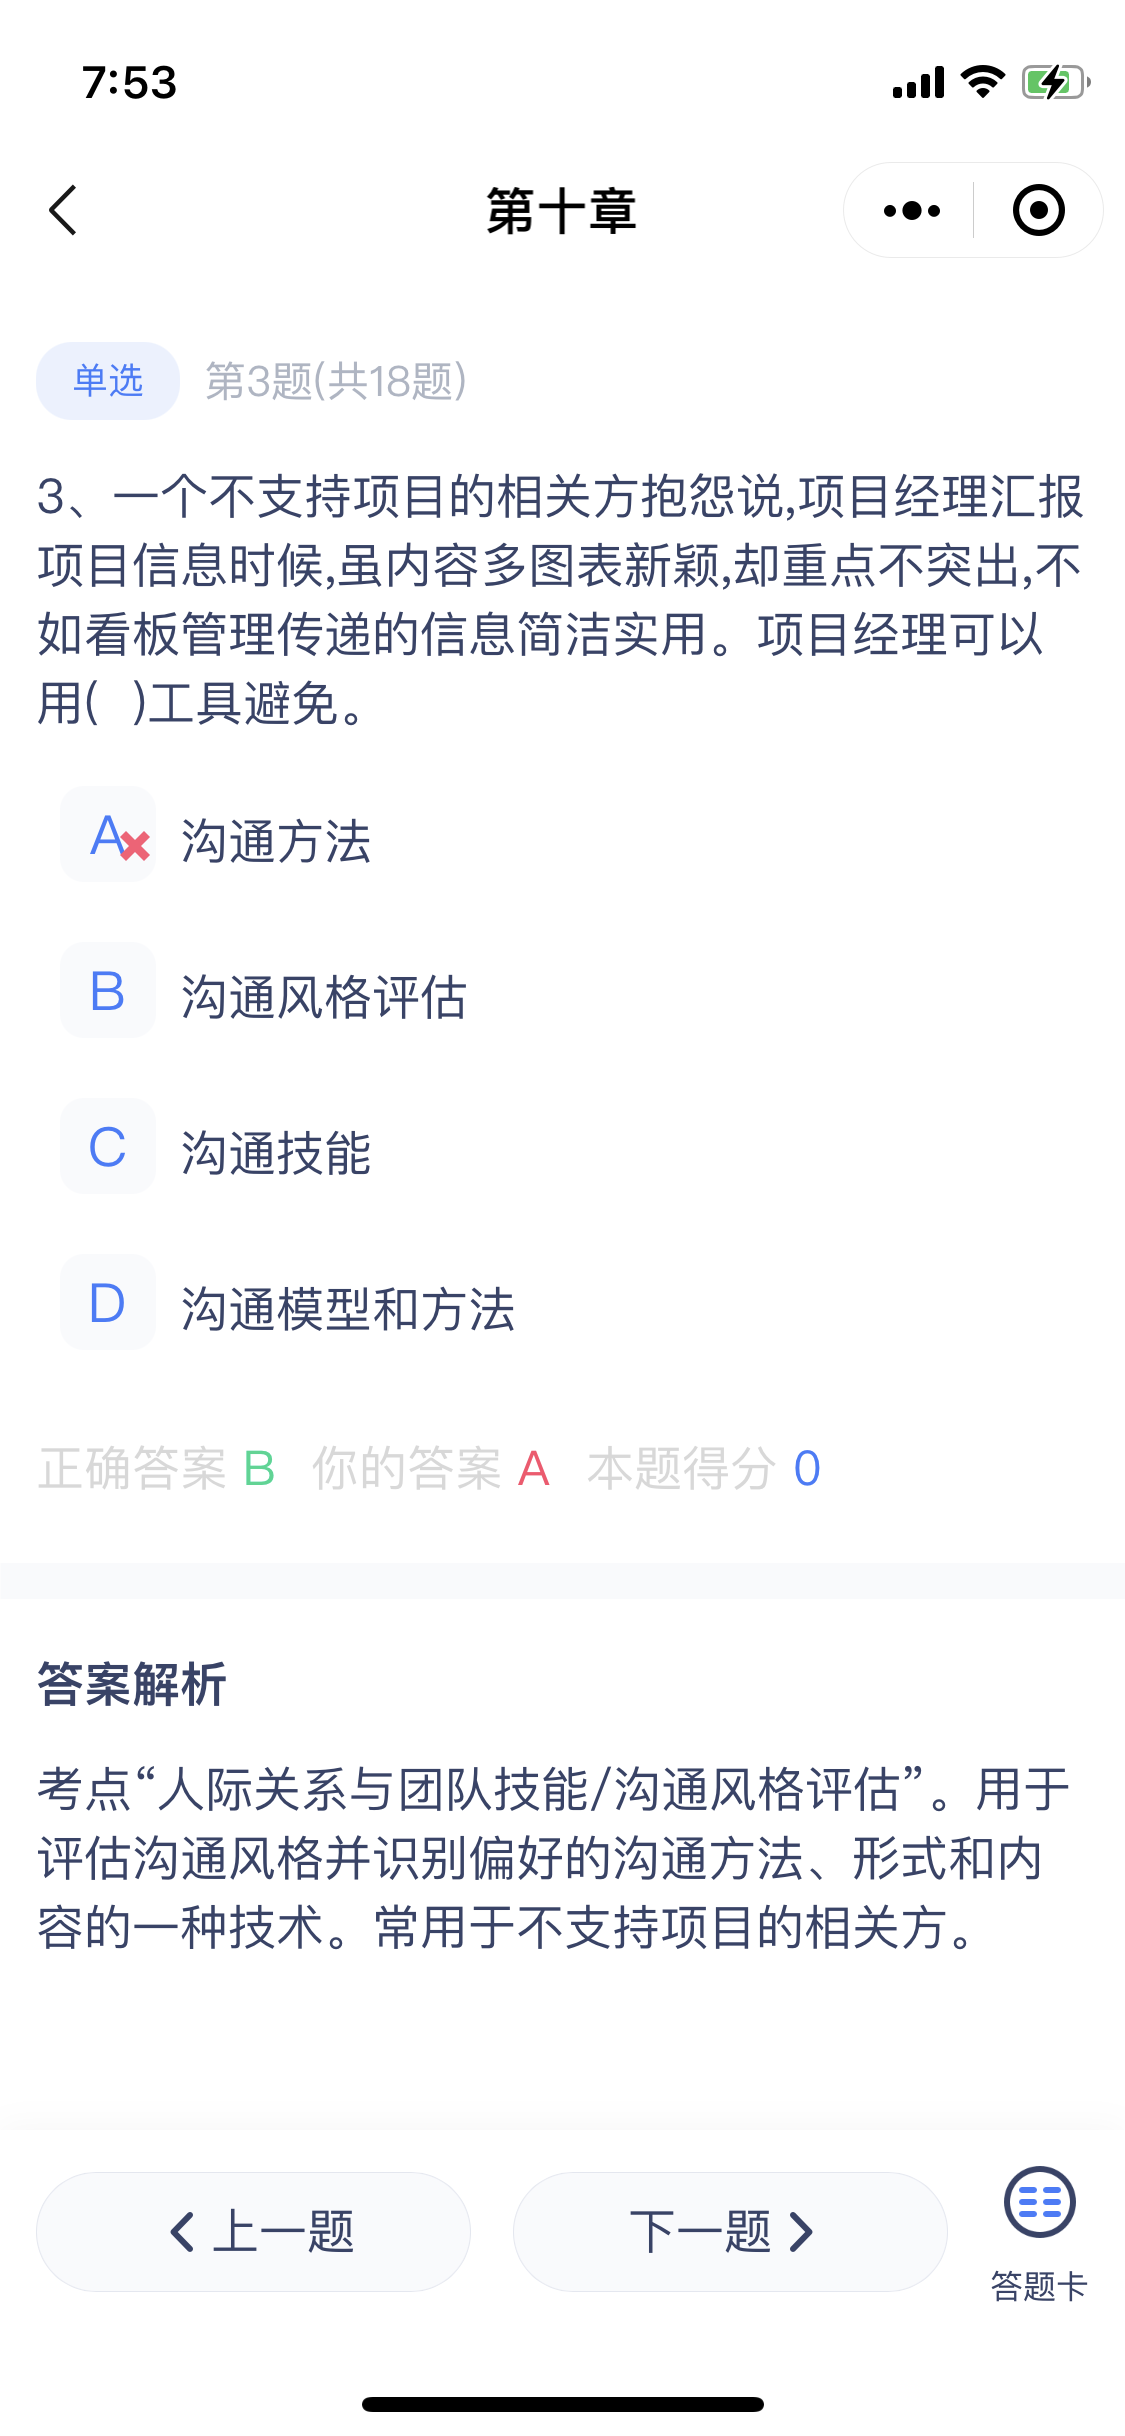 7:53
第十章
单选 第3题(共18题)
3、一个不支持项目的相关方抱怨说,项目经理汇报
项目信息时候,虽内容多图表新颖,却重点不突出,不
如看板管理传递的信息简洁实用。项目经理可以
用(  )工具避免。
A 沟通方法
B 沟通风格评估
C 沟通技能
D 沟通模型和方法
正确答案 B 你的答案 A 本题得分 0
答案解析
考点“人际关系与团队技能/沟通风格评估”。用于
评估沟通风格并识别偏好的沟通方法、形式和内
容的一种技术。常用于不支持项目的相关方。
上一题 下一题
答题卡